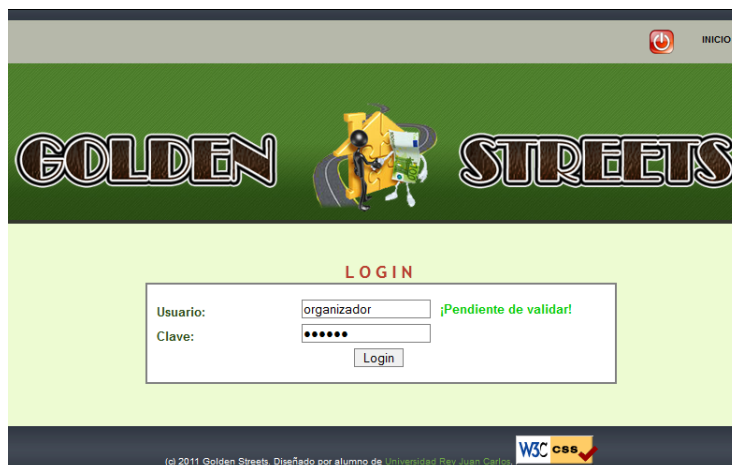 INICIO
GOLDEN STREETS
LOGIN
Usuario: organizador ¡Pendiente de validar!
Clave: ••••••
Login
(c) 2011 Golden Streets. Diseñado por alumno de Universidad Rey Juan Carlos. W3C css